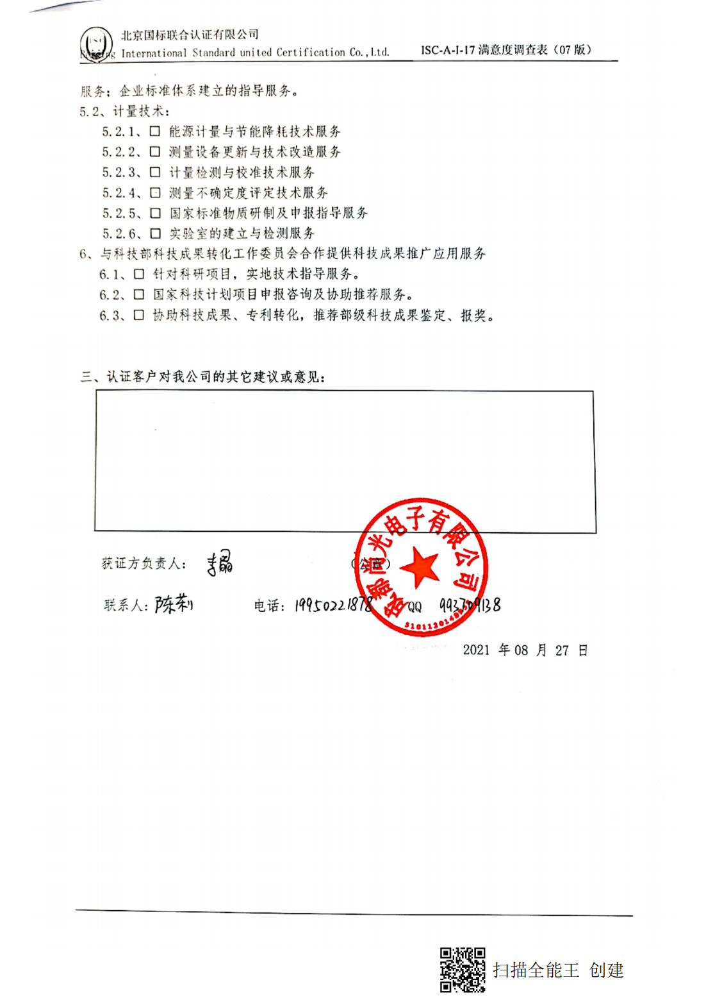 北京国标联合认证有限公司
International Standard united Certification Co.,Ltd.
ISC-A-I-17 满意度调查表（07 版）
服务；企业标准体系建立的指导服务。
5.2、计量技术：
5.2.1、□ 能源计量与节能降耗技术服务
5.2.2、□ 测量设备更新与技术改造服务
5.2.3、□ 计量检测与校准技术服务
5.2.4、□ 测量不确定度评定技术服务
5.2.5、□ 国家标准物质研制及申报指导服务
5.2.6、□ 实验室的建立与检测服务
6、与科技部科技成果转化工作委员会合作提供科技成果推广应用服务
6.1、□ 针对科研项目，实地技术指导服务。
6.2、□ 国家科技计划项目申报咨询及协助推荐服务。
6.3、□ 协助科技成果、专利转化，推荐部级科技成果鉴定、报奖。
三、认证客户对我公司的其它建议或意见：
成都尚光电子有限公司
获证方负责人： 李晶 （公章）
联系人：陈莉 电话：19950221878 QQ 993709138
2021 年 08 月 27 日
扫描全能王 创建